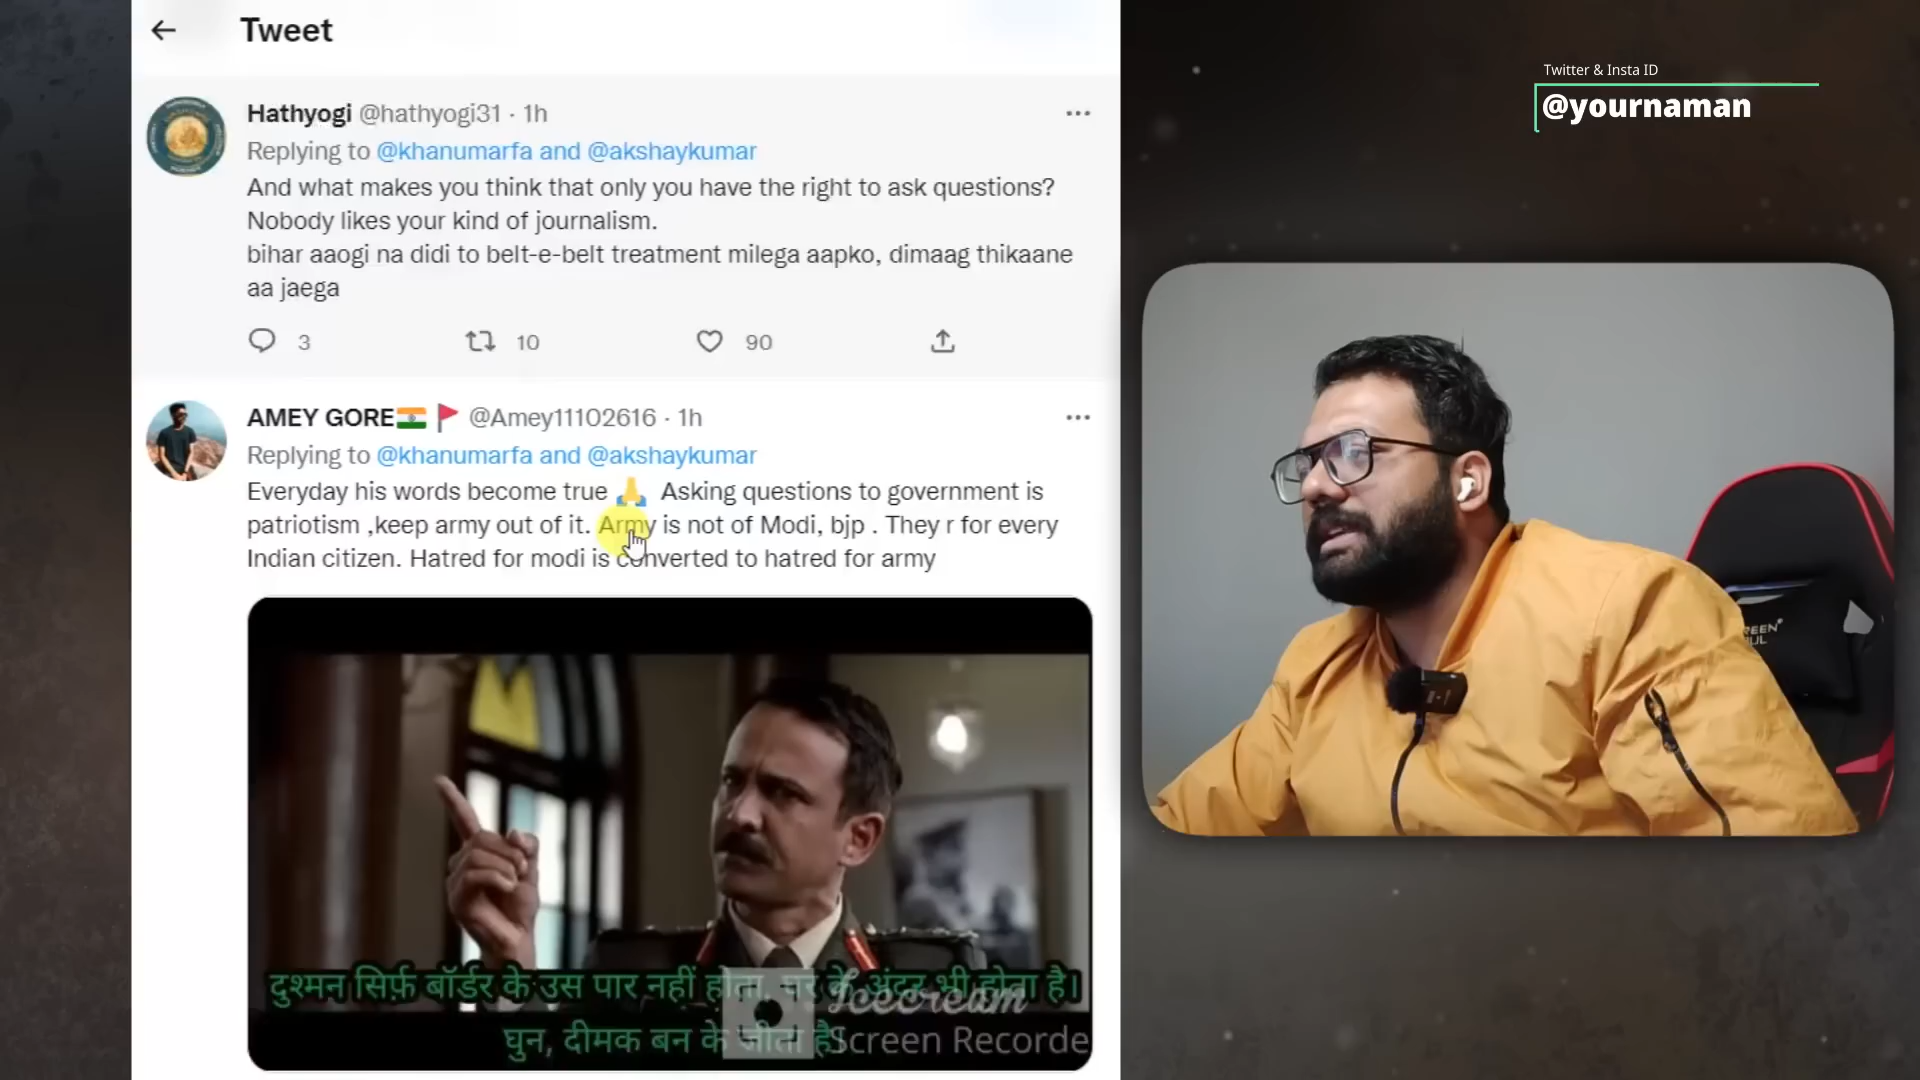 Tweet
Twitter & Insta ID
@yournaman
Hathyogi @hathyogi31 · 1h
Replying to @khanumarfa and @akshaykumar
And what makes you think that only you have the right to ask questions?
Nobody likes your kind of journalism.
bihar aaogi na didi to belt-e-belt treatment milega aapko, dimaag thikaane
aa jaega
3 10 90
AMEY GORE🇮🇳🚩 @Amey11102616 · 1h
Replying to @khanumarfa and @akshaykumar
Everyday his words become true 🙏 Asking questions to government is
patriotism ,keep army out of it. Army is not of Modi, bjp . They r for every
Indian citizen. Hatred for modi is converted to hatred for army
दुश्मन सिर्फ़ बॉर्डर के उस पार नहीं होता, घर के अंदर भी होता है।
घुन, दीमक बन के जीता है
Icecream
Screen Recorde